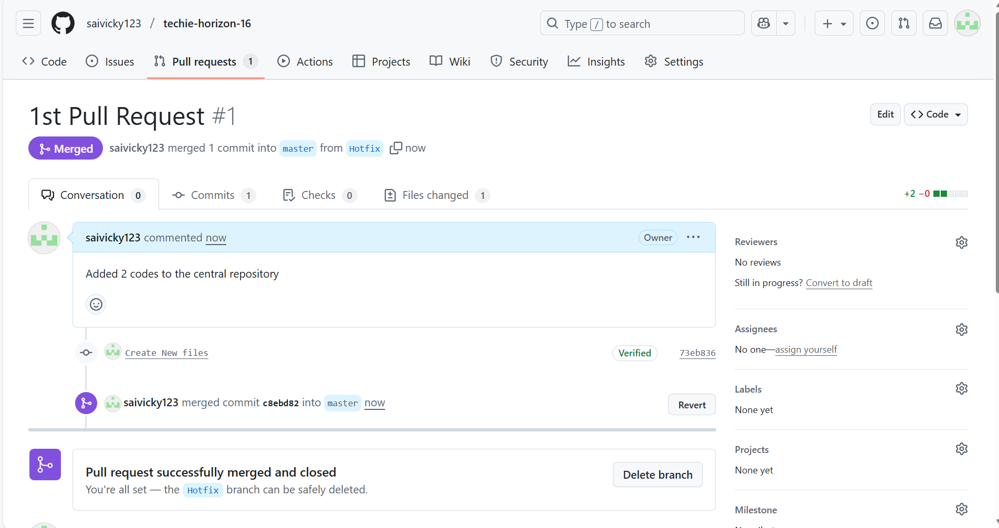 saivicky123 / techie-horizon-16
Type / to search
Code
Issues
Pull requests 1
Actions
Projects
Wiki
Security
Insights
Settings
1st Pull Request #1
Edit
Code
Merged
saivicky123 merged 1 commit into master from Hotfix now
Conversation 0
Commits 1
Checks 0
Files changed 1
+2 −0
saivicky123 commented now
Owner
Added 2 codes to the central repository
Create New files
Verified
73eb836
saivicky123 merged commit c8ebd82 into master now
Revert
Pull request successfully merged and closed
You're all set — the Hotfix branch can be safely deleted.
Delete branch
Reviewers
No reviews
Still in progress? Convert to draft
Assignees
No one—assign yourself
Labels
None yet
Projects
None yet
Milestone